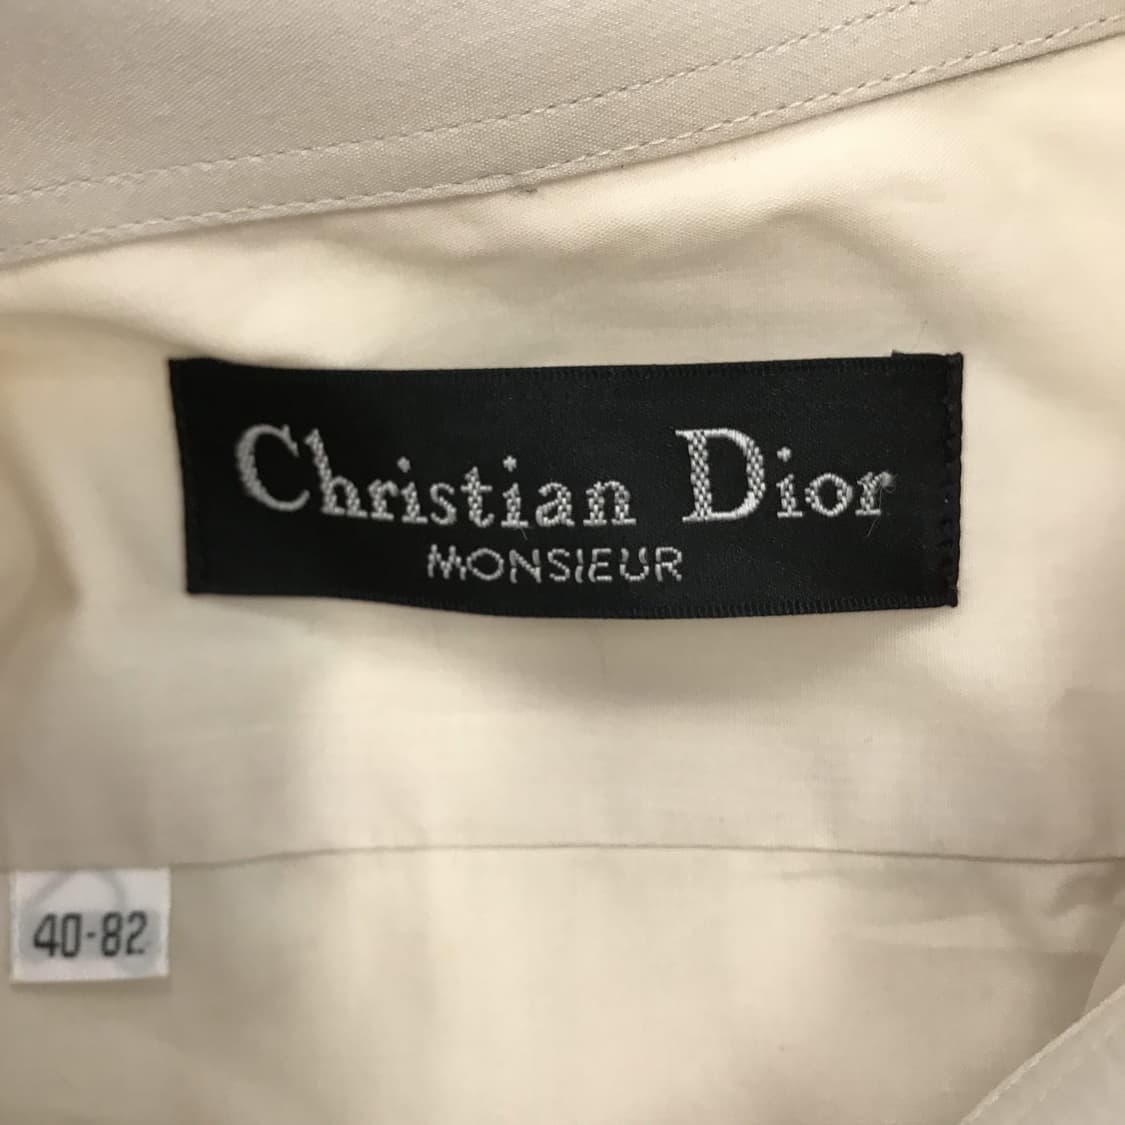 Christian Dior
MONSIEUR
40-82